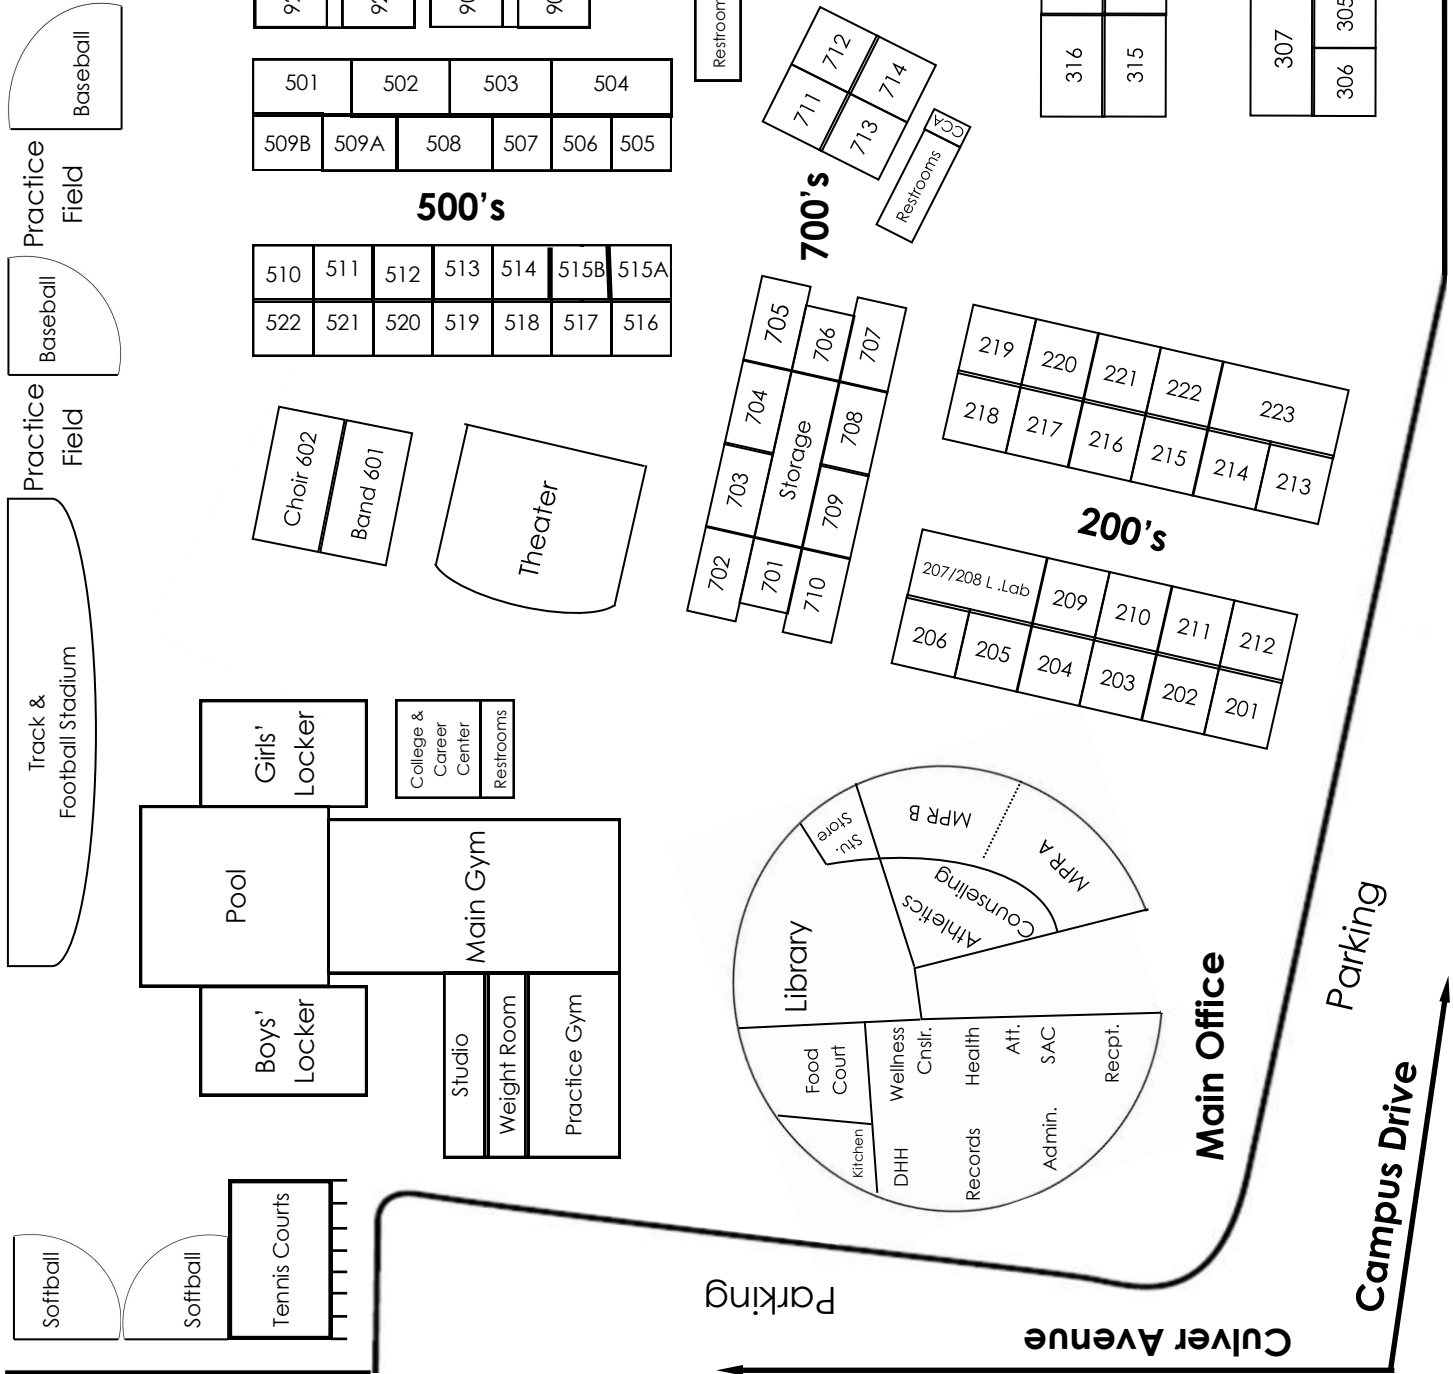 Restroom
316
315
307
305
306
Baseball
Practice
Field
Baseball
Practice
Field
Track &
Football Stadium
501
502
503
504
509B
509A
508
507
506
505
500's
510
511
512
513
514
515B
515A
522
521
520
519
518
517
516
712
714
711
713
CCA
Restrooms
700's
705
706
707
704
708
Storage
703
709
702
701
710
219
220
221
222
223
218
217
216
215
214
213
200's
207/208 L .Lab
209
210
211
212
206
205
204
203
202
201
Choir 602
Band 601
Theater
Girls'
Locker
College &
Career
Center
Restrooms
Pool
Main Gym
Boys'
Locker
Studio
Weight Room
Practice Gym
Stu.
Store
MPR B
MPR A
Counseling
Athletics
Library
Food
Court
Kitchen
Wellness
Cnslr.
Health
Att.
SAC
Recpt.
DHH
Records
Admin.
Main Office
Parking
Campus Drive
Softball
Softball
Tennis Courts
Parking
Culver Avenue